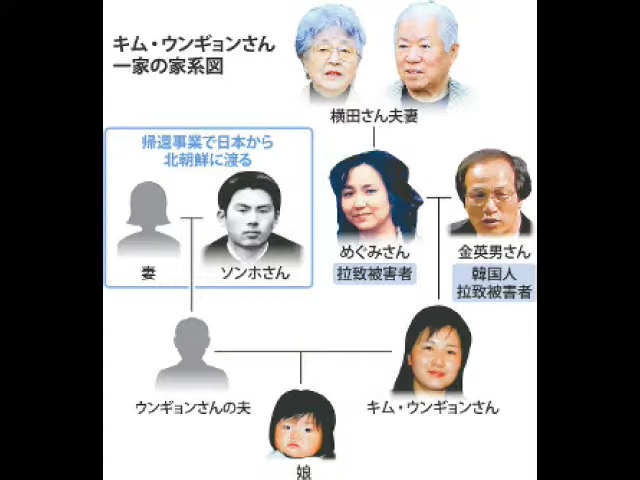 キム・ウンギョンさん
一家の家系図
横田さん夫妻
帰還事業で日本から
北朝鮮に渡る
妻
ソンホさん
めぐみさん
拉致被害者
金英男さん
韓国人
拉致被害者
ウンギョンさんの夫
キム・ウンギョンさん
娘